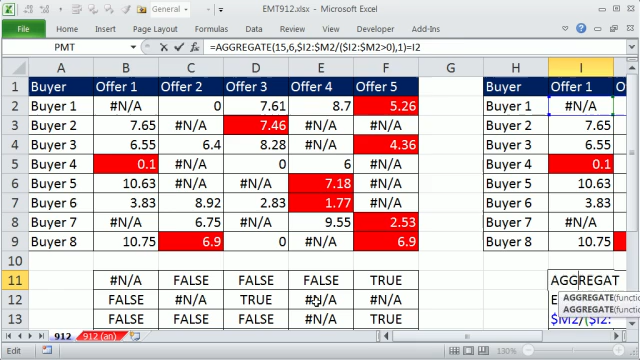 EMT912.xlsx - Microsoft Excel
General
File Home Insert Page Layout Formulas Data Review View Add-Ins Developer
PMT =AGGREGATE(15,6,$I2:$M2/($I2:$M2>0),1)=I2
A B C D E F G H I
1 Buyer Offer 1 Offer 2 Offer 3 Offer 4 Offer 5 Buyer Offer 1 O
2 Buyer 1 #N/A 0 7.61 8.7 5.26 Buyer 1 #N/A
3 Buyer 2 7.65 #N/A 7.46 #N/A #N/A Buyer 2 7.65
4 Buyer 3 6.55 6.4 8.28 #N/A 4.36 Buyer 3 6.55
5 Buyer 4 0.1 #N/A 0 6 #N/A Buyer 4 0.1
6 Buyer 5 10.63 #N/A #N/A 7.18 #N/A Buyer 5 10.63
7 Buyer 6 3.83 8.92 2.83 1.77 #N/A Buyer 6 3.83
8 Buyer 7 #N/A 6.75 #N/A 9.55 2.53 Buyer 7 #N/A
9 Buyer 8 10.75 6.9 0 #N/A 6.9 Buyer 8 10.75
10
11 #N/A FALSE FALSE FALSE TRUE AGGREGAT
12 FALSE #N/A TRUE #N/A #N/A E AGGREGATE(functio
AGGREGATE(functio
13 FALSE FALSE FALSE #N/A TRUE $M2/($I2:
912 912 (an)
Edit 130%